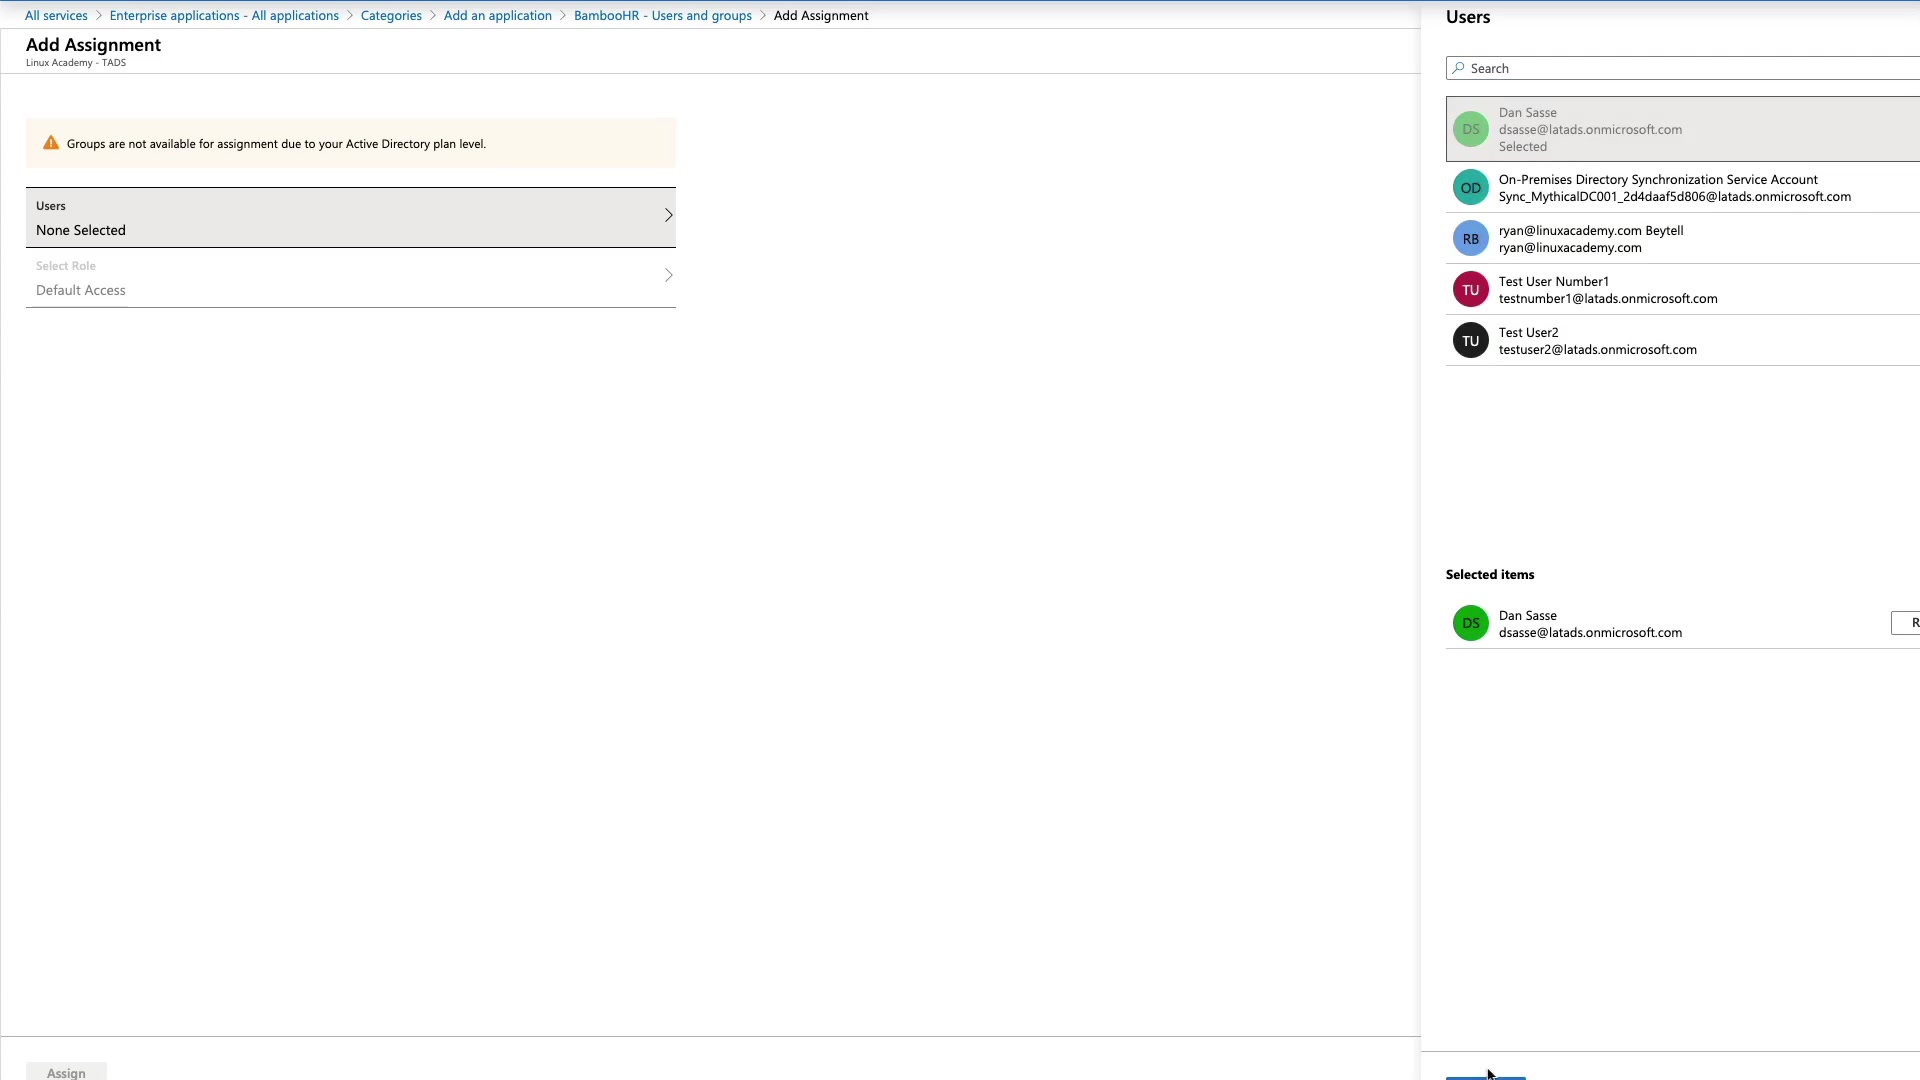 All services > Enterprise applications - All applications > Categories > Add an application > BambooHR - Users and groups > Add Assignment
Add Assignment
Linux Academy - TADS
Groups are not available for assignment due to your Active Directory plan level.
Users
None Selected
Select Role
Default Access
Assign
Users
Search
DS
Dan Sasse
dsasse@latads.onmicrosoft.com
Selected
OD
On-Premises Directory Synchronization Service Account
Sync_MythicalDC001_2d4daaf5d806@latads.onmicrosoft.com
RB
ryan@linuxacademy.com Beytell
ryan@linuxacademy.com
TU
Test User Number1
testnumber1@latads.onmicrosoft.com
TU
Test User2
testuser2@latads.onmicrosoft.com
Selected items
DS
Dan Sasse
dsasse@latads.onmicrosoft.com
R